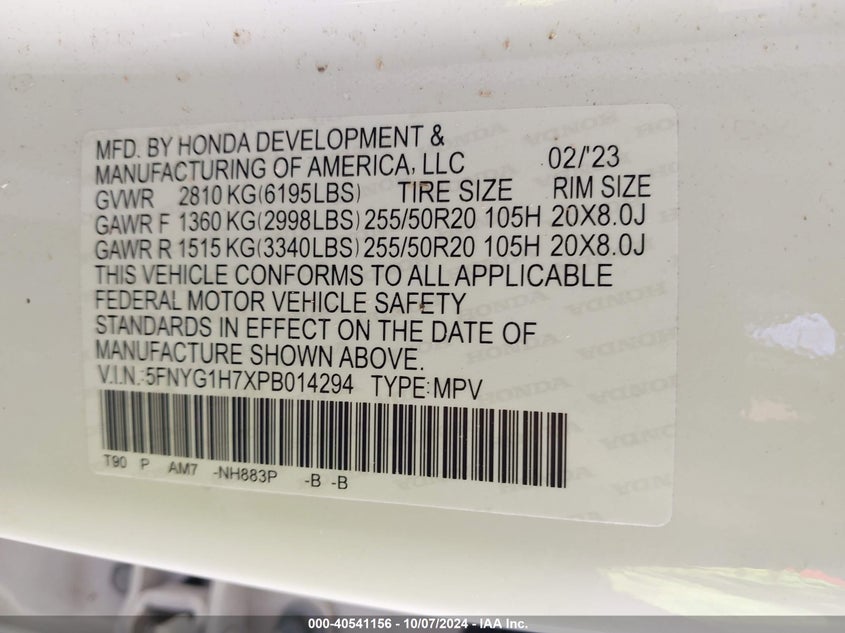 MFD. BY HONDA DEVELOPMENT &
MANUFACTURING OF AMERICA, LLC 02/'23
GVWR 2810 KG(6195LBS) TIRE SIZE RIM SIZE
GAWR F 1360 KG(2998LBS) 255/50R20 105H 20X8.0J
GAWR R 1515 KG(3340LBS) 255/50R20 105H 20X8.0J
THIS VEHICLE CONFORMS TO ALL APPLICABLE
FEDERAL MOTOR VEHICLE SAFETY
STANDARDS IN EFFECT ON THE DATE OF
MANUFACTURE SHOWN ABOVE.
V.I.N.:5FNYG1H7XPB014294 TYPE:MPV
T90 P AM7 -NH883P -B -B
000-40541156 - 10/07/2024 - IAA Inc.